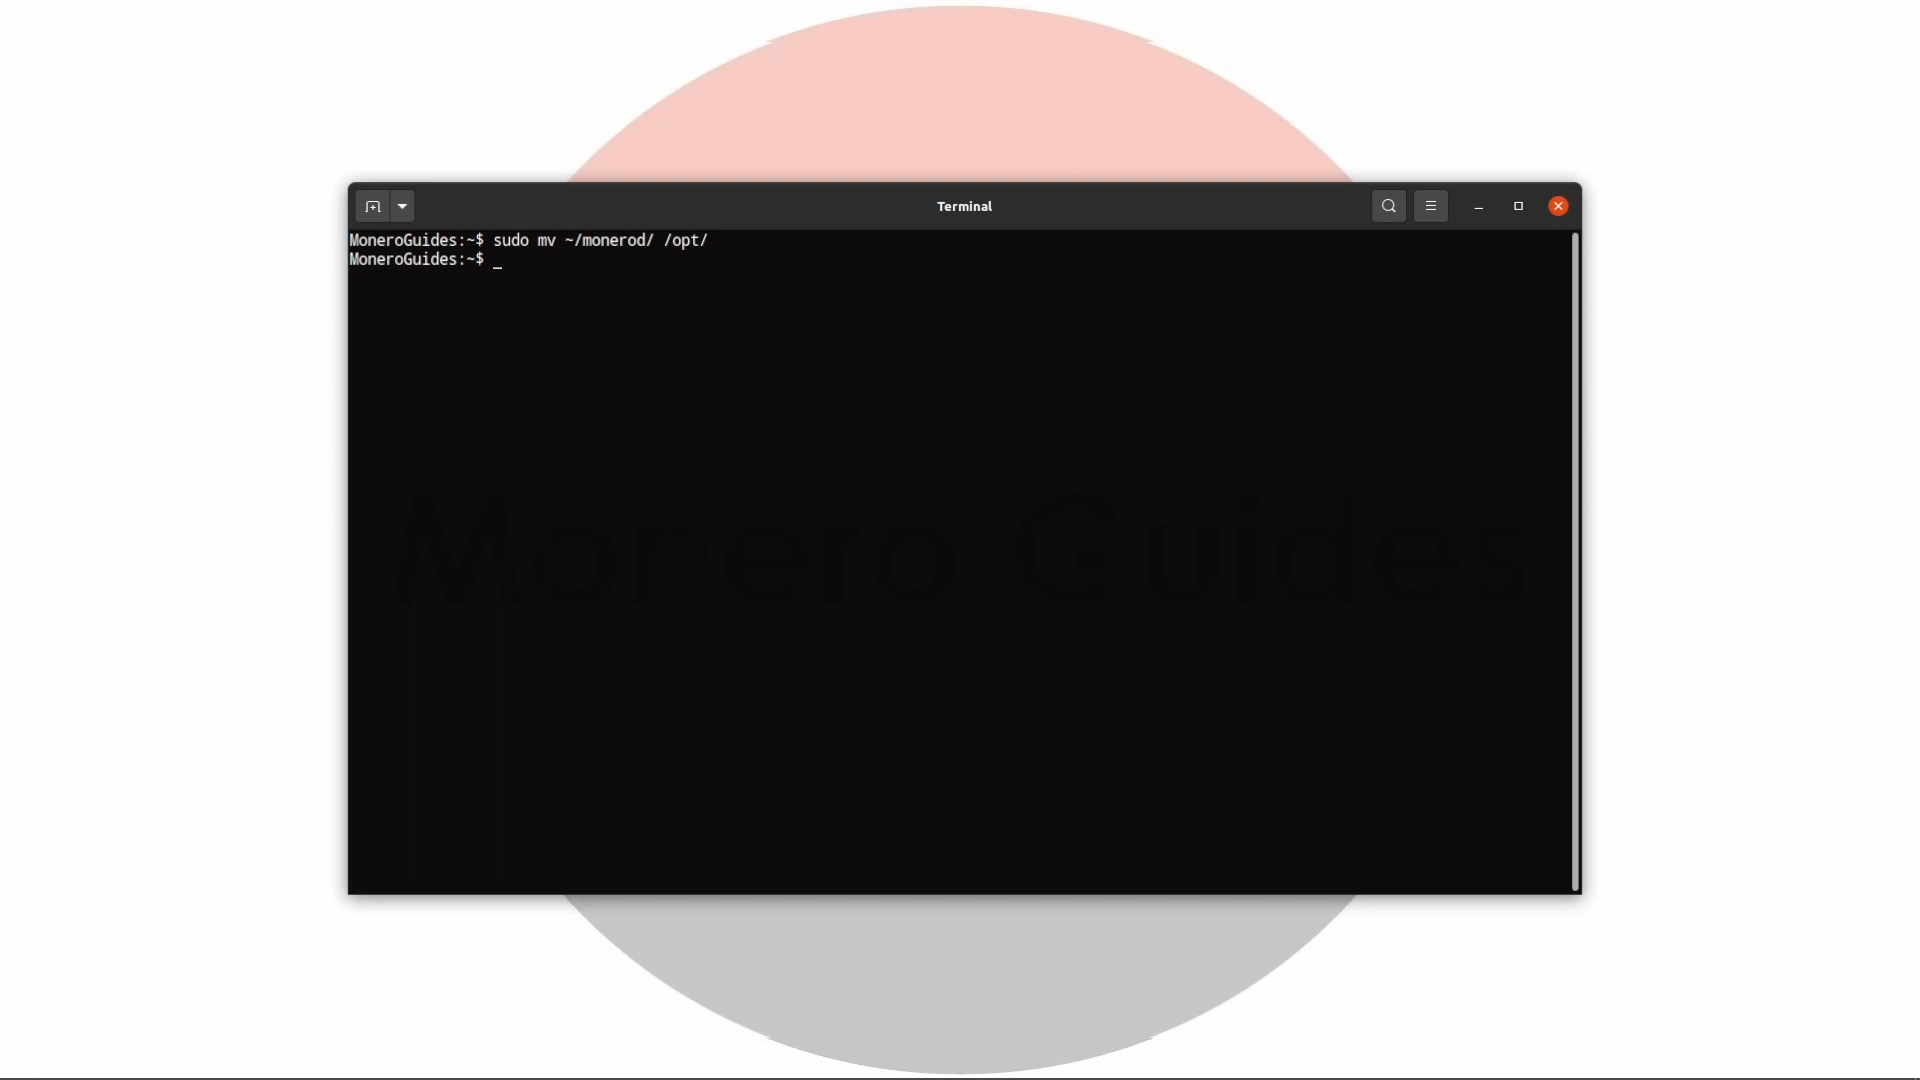 Terminal
MoneroGuides:~$ sudo mv ~/monerod/ /opt/
MoneroGuides:~$ _
Monero Guides